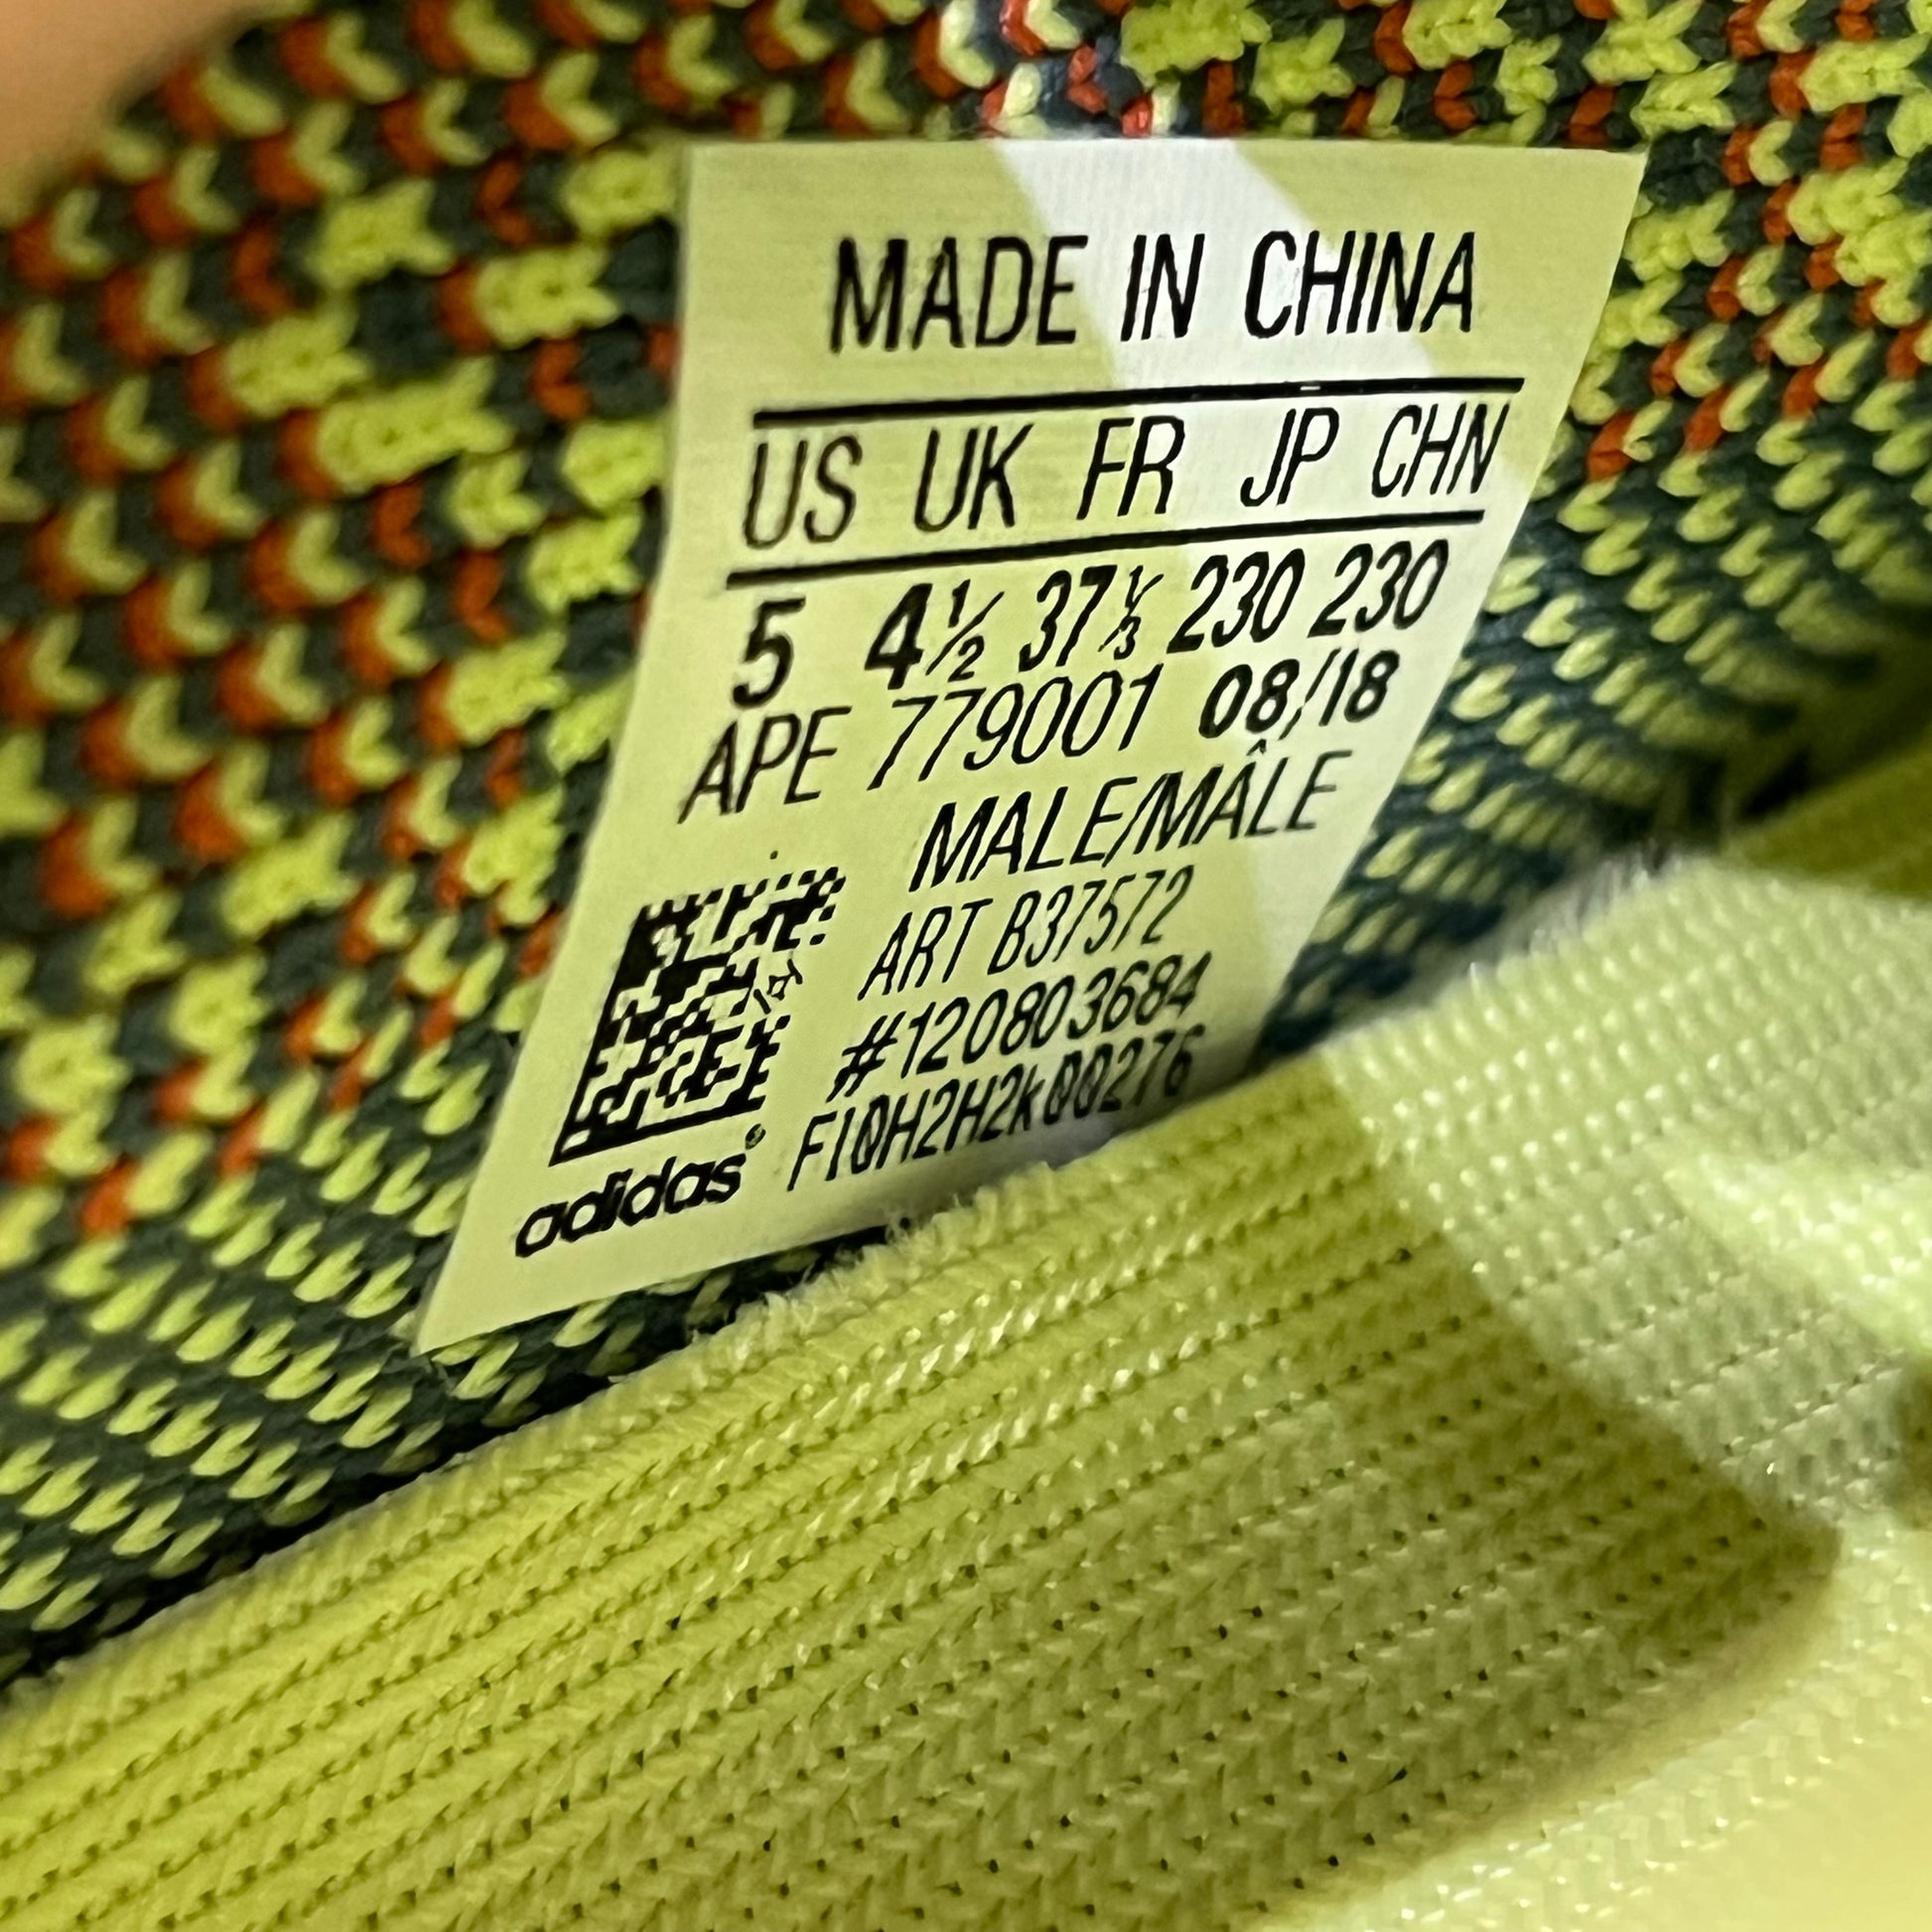 MADE IN CHINA
US UK FR JP CHN
5 4½ 37⅓ 230 230
APE 779001 08/18
MALE/MÂLE
ART B37572
#120803684
F1QH2H2k00276
adidas®